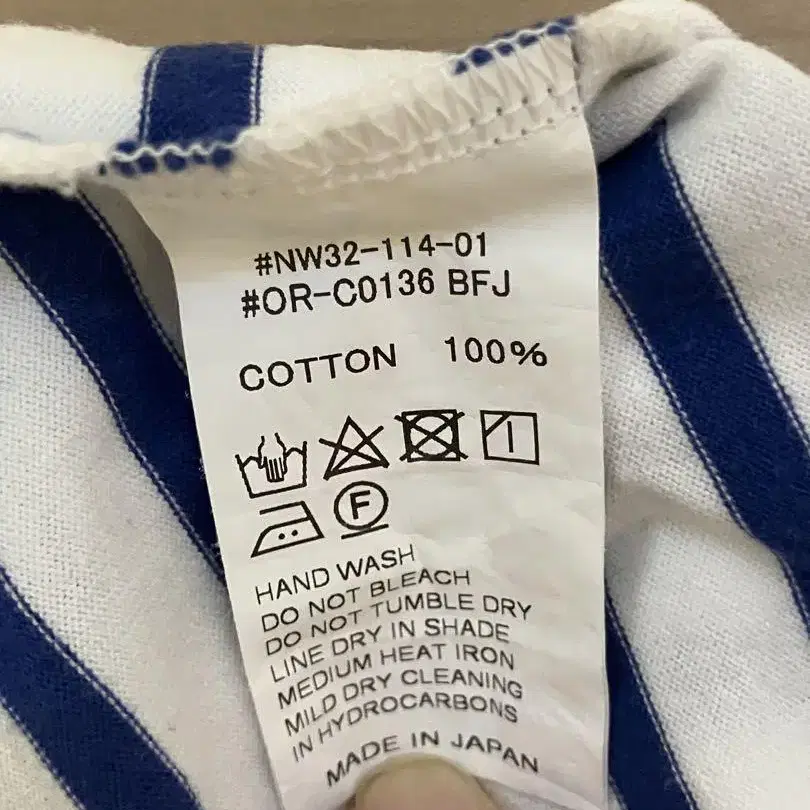 #NW32-114-01
#OR-C0136 BFJ
COTTON 100%
F
HAND WASH
DO NOT BLEACH
DO NOT TUMBLE DRY
LINE DRY IN SHADE
MEDIUM HEAT IRON
MILD DRY CLEANING
IN HYDROCARBONS
MADE IN JAPAN